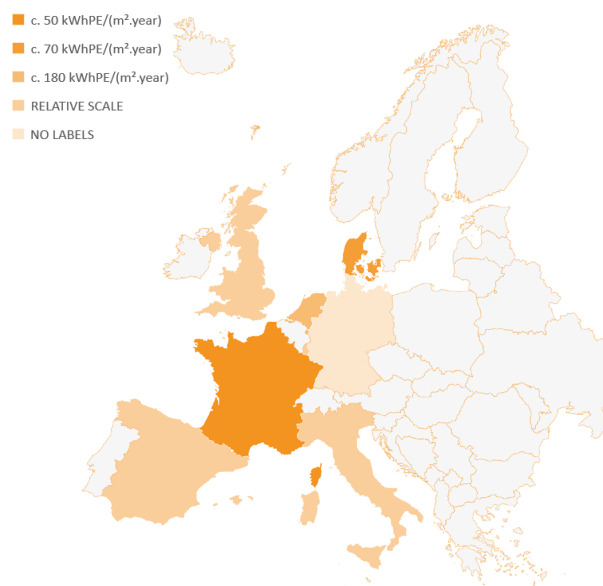 c. 50 kWhPE/(m².year)
c. 70 kWhPE/(m².year)
c. 180 kWhPE/(m².year)
RELATIVE SCALE
NO LABELS